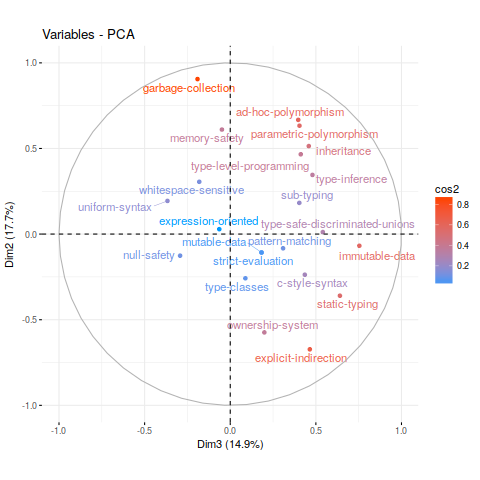 Variables - PCA
1.0
garbage-collection
ad-hoc-polymorphism
memory-safety
parametric-polymorphism
0.5
inheritance
type-level-programming
type-inference
whitespace-sensitive
sub-typing
uniform-syntax
expression-oriented
type-safe-discriminated-unions
0.0
mutable-data
pattern-matching
null-safety
strict-evaluation
immutable-data
type-classes
c-style-syntax
static-typing
-0.5
ownership-system
explicit-indirection
-1.0
-1.0 -0.5 0.0 0.5 1.0
Dim3 (14.9%)
Dim2 (17.7%)
cos2
0.8
0.6
0.4
0.2